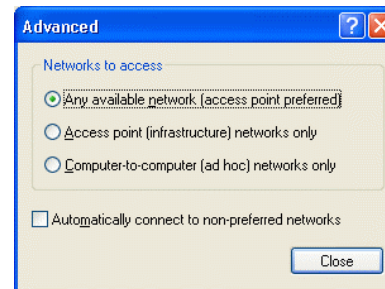 Advanced
Networks to access
Any available network (access point preferred)
Access point (infrastructure) networks only
Computer-to-computer (ad hoc) networks only
Automatically connect to non-preferred networks
Close